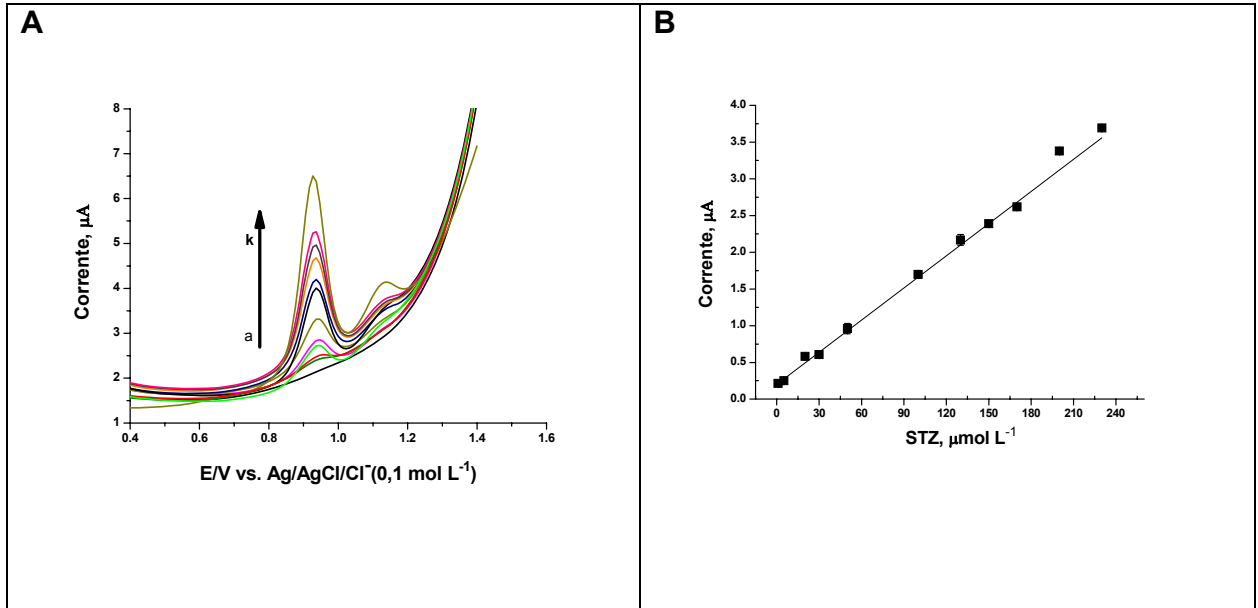 A
8
7
6
5
4
3
2
1
0.4 0.6 0.8 1.0 1.2 1.4 1.6
Corrente, μA
E/V vs. Ag/AgCl/Cl⁻(0,1 mol L⁻¹)
k
a
B
4.0
3.5
3.0
2.5
2.0
1.5
1.0
0.5
0.0
0 30 60 90 120 150 180 210 240
Corrente, μA
STZ, μmol L⁻¹